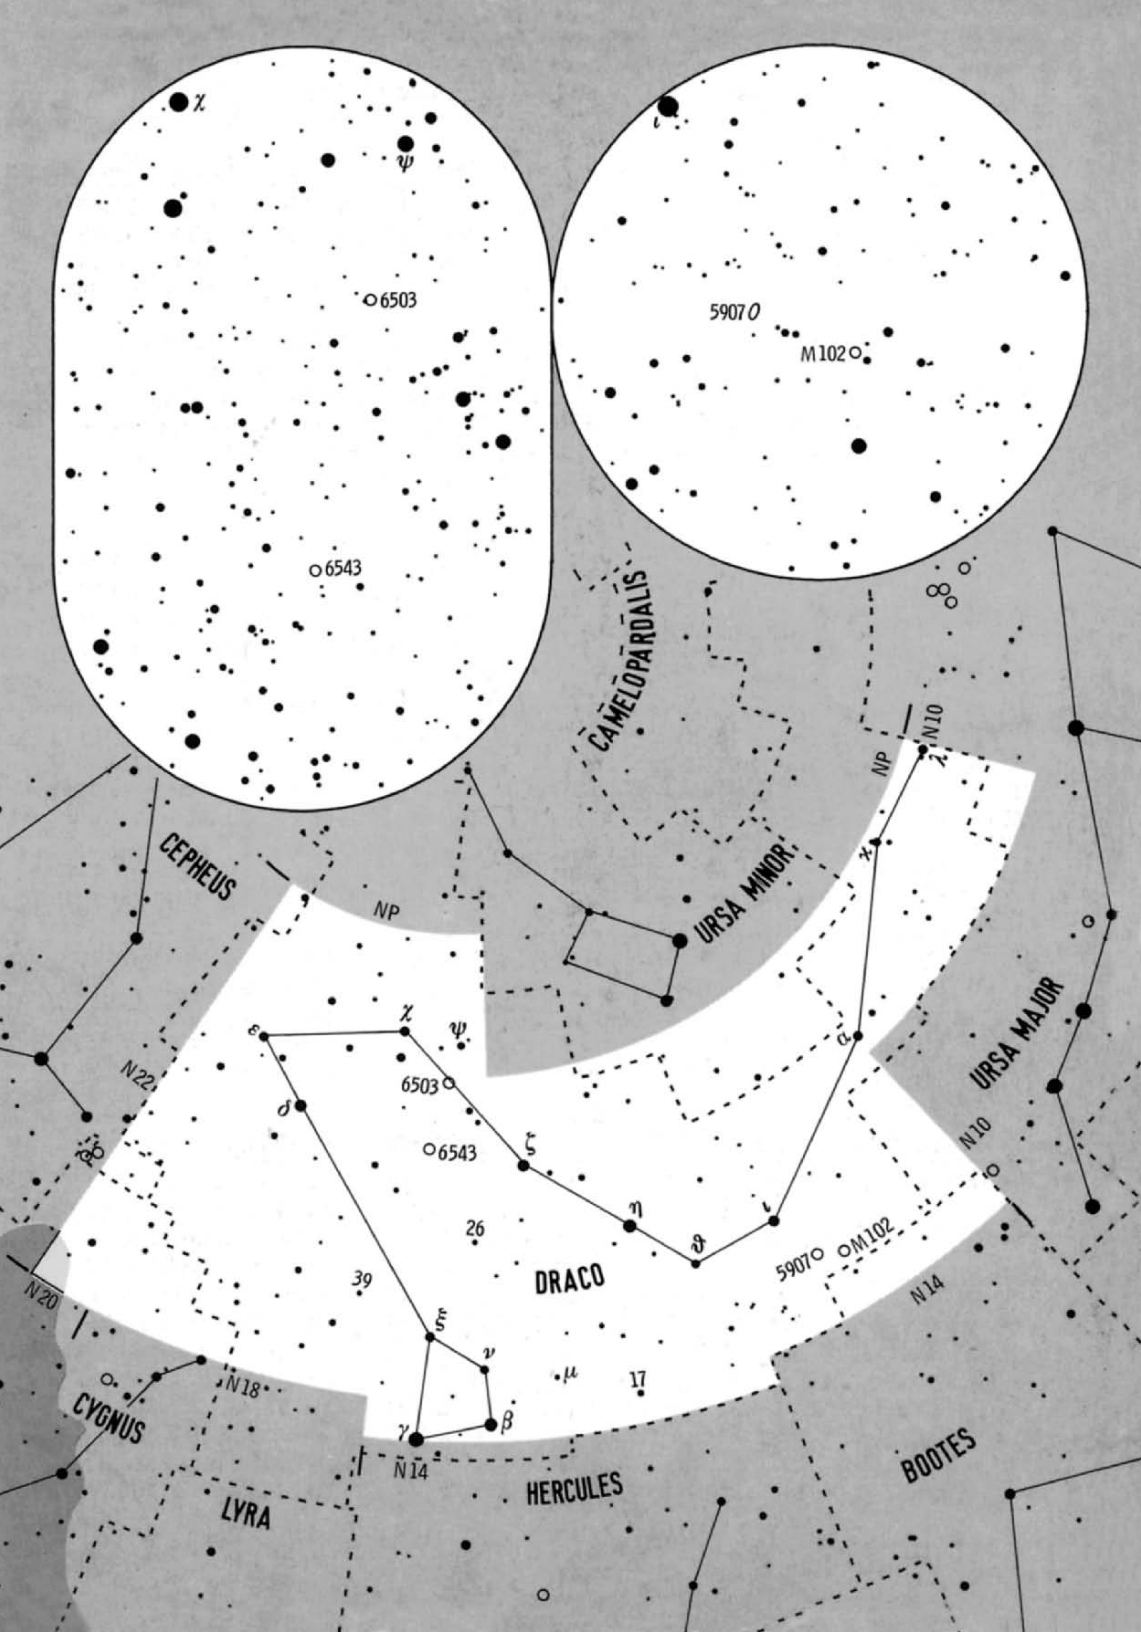 χ
ψ
ι
6503
5907
M102
6543
CAMELOPARDALIS
N10
λ
NP
CEPHEUS
ϰ
URSA MINOR
NP
χ
ψ
ε
α
URSA MAJOR
N22
6503
δ
N10
6543
ζ
26
η
ι
ϑ
5907
M102
DRACO
39
N20
N14
ξ
ν
μ
17
N18
CYGNUS
γ
β
N14
HERCULES
BOOTES
LYRA